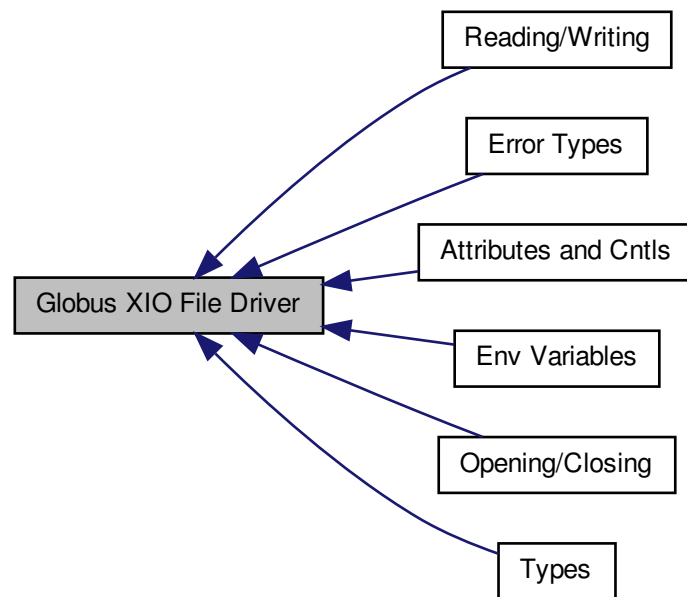 Reading/Writing
Error Types
Attributes and Cntls
Globus XIO File Driver
Env Variables
Opening/Closing
Types